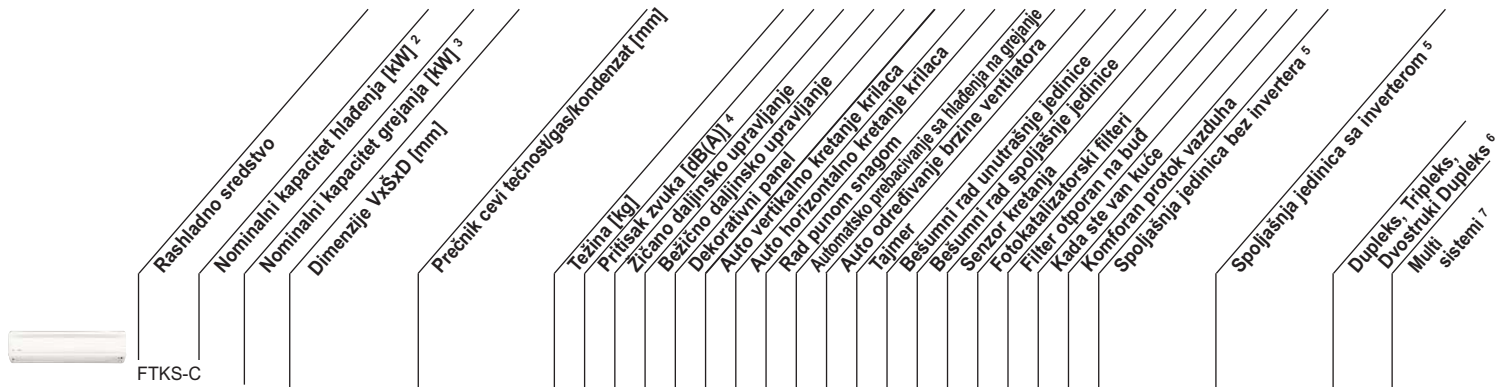 Rashladno sredstvo
Nominalni kapacitet hlađenja [kW] ²
Nominalni kapacitet grejanja [kW] ³
Dimenzije VxŠxD [mm]
Prečnik cevi tečnost/gas/kondenzat [mm]
Težina [kg]
Pritisak zvuka [dB(A)] ⁴
Žičano daljinsko upravljanje
Bežično daljinsko upravljanje
Dekorativni panel
Auto vertikalno kretanje krilaca
Auto horizontalno kretanje krilaca
Rad punom snagom
Automatsko prebacivanje sa hlađenja na grejanje
Auto određivanje brzine ventilatora
Tajmer
Bešumni rad unutrašnje jedinice
Bešumni rad spoljašnje jedinice
Senzor kretanja
Fotokatalizatorski filteri
Filter otporan na buđ
Kada ste van kuće
Komforan protok vazduha
Spoljašnja jedinica bez invertera ⁵
Spoljašnja jedinica sa inverterom ⁵
Dupleks, Tripleks,
Dvostruki Dupleks ⁶
Multi
sistemi ⁷
FTKS-C